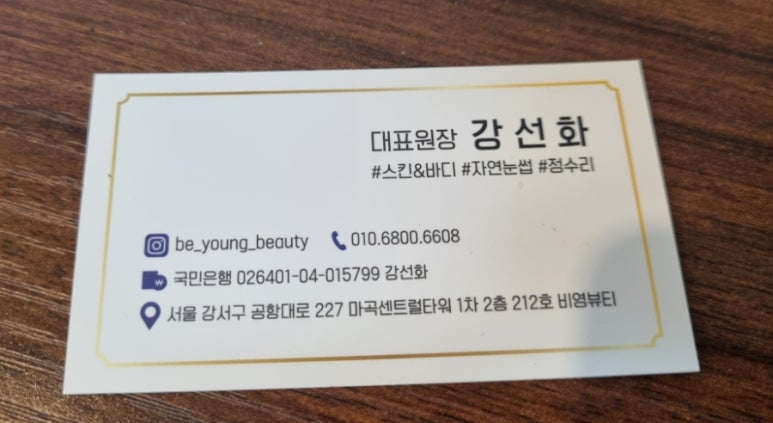 대표원장 강선화
#스킨&바디 #자연눈썹 #정수리
be_young_beauty 010.6800.6608
국민은행 026401-04-015799 강선화
서울 강서구 공항대로 227 마곡센트럴타워 1차 2층 212호 비영뷰티